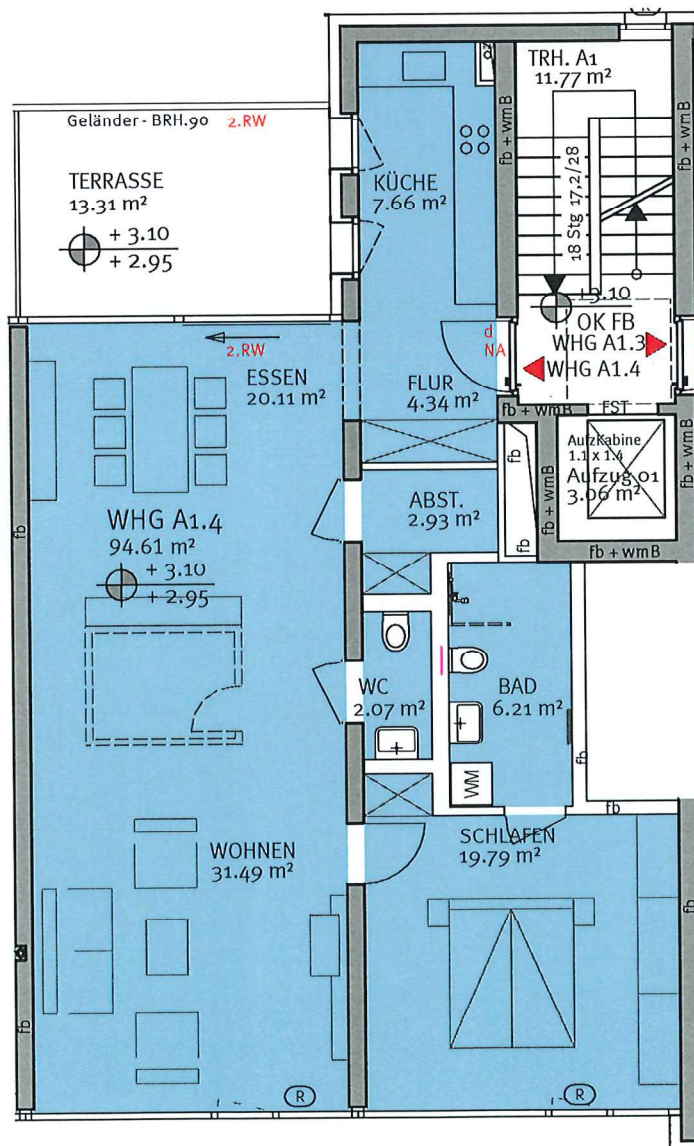 TRH. A1
11.77 m²
fb + wmB
fb + wmB
Geländer - BRH.90 2.RW
TERRASSE
13.31 m²
+ 3.10
+ 2.95
KÜCHE
7.66 m²
18 Stg 17,2/28
+3.10
OK FB
WHG A1.3
WHG A1.4
d
NA
2.RW
ESSEN
20.11 m²
FLUR
4.34 m²
fb + wmB
FST
fb
AufzKabine
1.1 x 1.4
Aufzug 01
3.06 m²
fb + wmB
fb + wmB
fb
fb + wmB
ABST.
2.93 m²
WHG A1.4
94.61 m²
+ 3.10
+ 2.95
fb
WC
2.07 m²
BAD
6.21 m²
WM
fb
fb
SCHLAFEN
19.79 m²
WOHNEN
31.49 m²
fb
fb
R
R